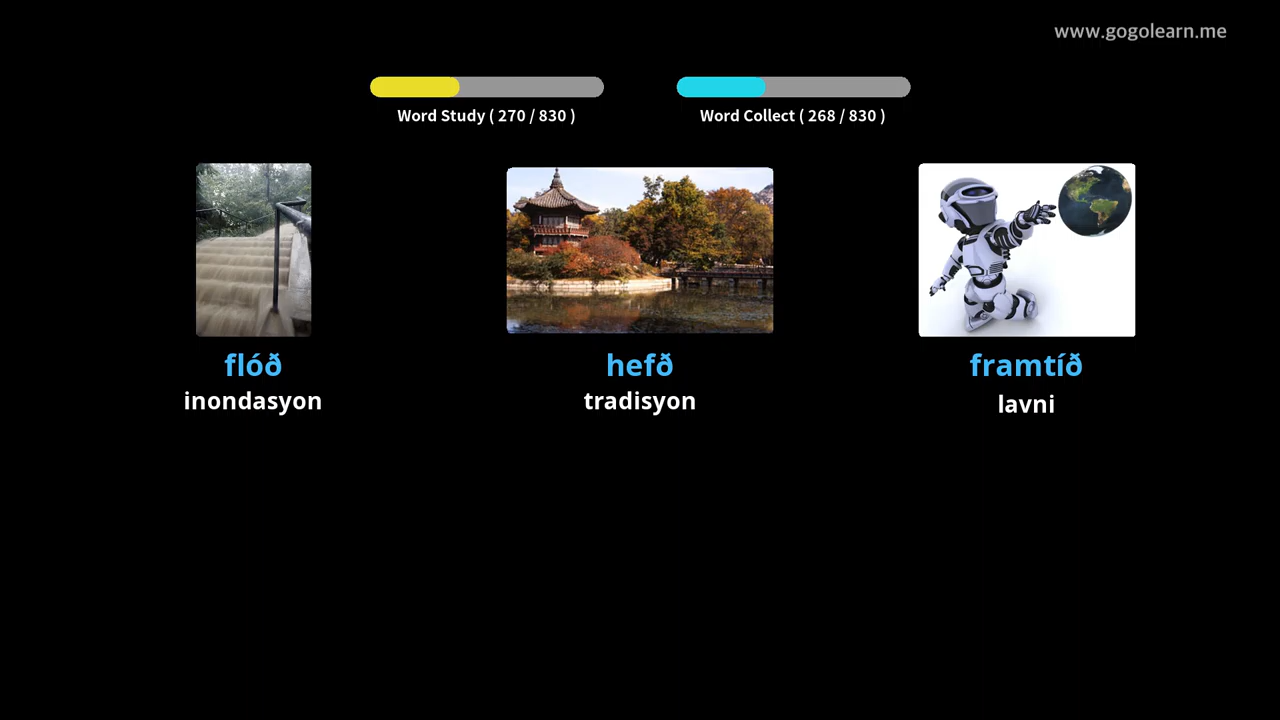 www.gogolearn.me
Word Study ( 270 / 830 )
Word Collect ( 268 / 830 )
flóð
inondasyon
hefð
tradisyon
framtíð
lavni